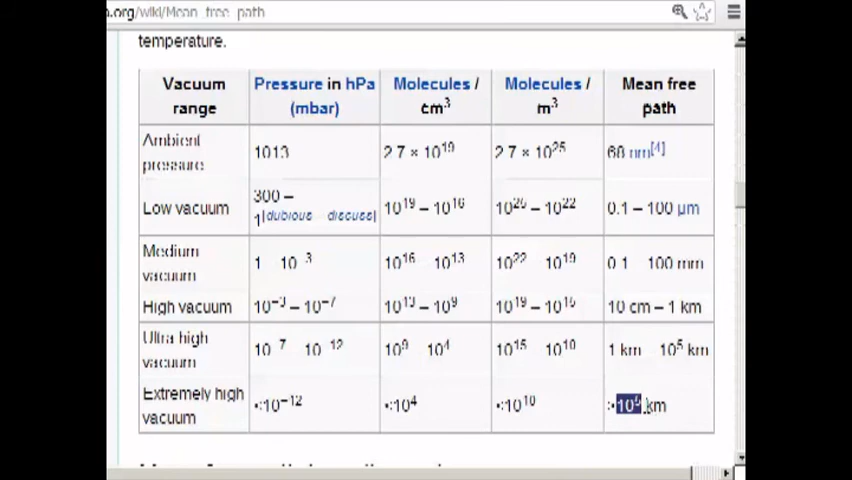 a.org/wiki/Mean_free_path
temperature.
Vacuum range | Pressure in hPa (mbar) | Molecules / cm³ | Molecules / m³ | Mean free path
Ambient pressure | 1013 | 2.7 × 10¹⁹ | 2.7 × 10²⁵ | 68 nm[4]
Low vacuum | 300 – 1[dubious – discuss] | 10¹⁹ – 10¹⁶ | 10²⁵ – 10²² | 0.1 – 100 μm
Medium vacuum | 1 – 10⁻³ | 10¹⁶ – 10¹³ | 10²² – 10¹⁹ | 0.1 – 100 mm
High vacuum | 10⁻³ – 10⁻⁷ | 10¹³ – 10⁹ | 10¹⁹ – 10¹⁵ | 10 cm – 1 km
Ultra high vacuum | 10⁻⁷ – 10⁻¹² | 10⁹ – 10⁴ | 10¹⁵ – 10¹⁰ | 1 km – 10⁵ km
Extremely high vacuum | <10⁻¹² | <10⁴ | <10¹⁰ | >10⁵ km